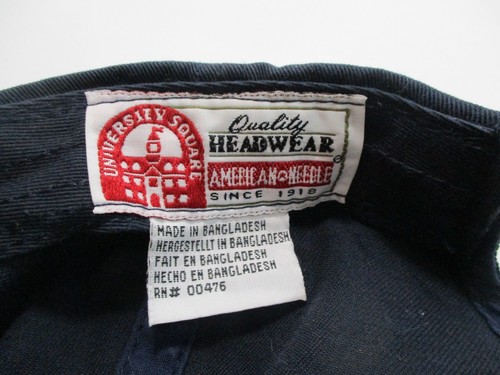 UNIVERSITY SQUARE
Quality
HEADWEAR
AMERICAN NEEDLE
SINCE 1918
MADE IN BANGLADESH
HERGESTELLT IN BANGLADESH
FAIT EN BANGLADESH
HECHO EN BANGLADESH
RN# 00476